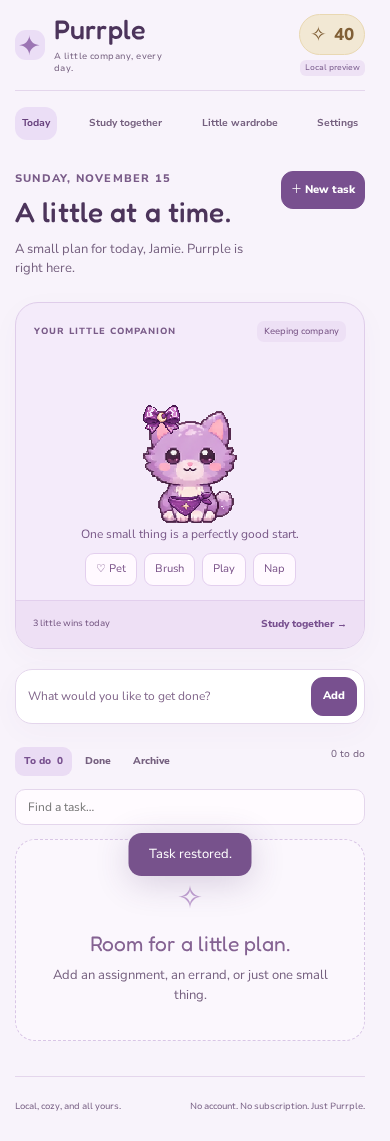 Purrple
A little company, every
day.
✧ 40
Local preview
Today
Study together
Little wardrobe
Settings
SUNDAY, NOVEMBER 15
A little at a time.
A small plan for today, Jamie. Purrple is
right here.
+ New task
YOUR LITTLE COMPANION
Keeping company
One small thing is a perfectly good start.
♡ Pet
Brush
Play
Nap
3 little wins today
Study together →
What would you like to get done?
Add
To do 0
Done
Archive
0 to do
Find a task...
Task restored.
Room for a little plan.
Add an assignment, an errand, or just one small
thing.
Local, cozy, and all yours.
No account. No subscription. Just Purrple.